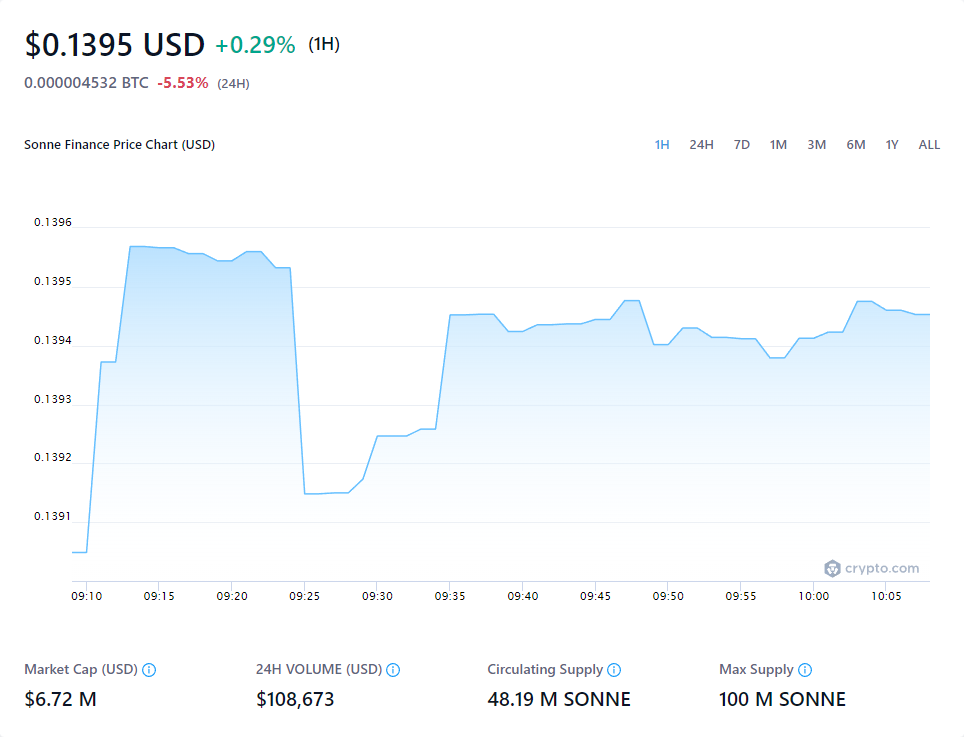 $0.1395 USD +0.29% (1H)
0.000004532 BTC -5.53% (24H)
Sonne Finance Price Chart (USD) 1H 24H 7D 1M 3M 6M 1Y ALL
0.1396
0.1395
0.1394
0.1393
0.1392
0.1391
crypto.com
09:10 09:15 09:20 09:25 09:30 09:35 09:40 09:45 09:50 09:55 10:00 10:05
Market Cap (USD) 24H VOLUME (USD) Circulating Supply Max Supply
$6.72 M $108,673 48.19 M SONNE 100 M SONNE